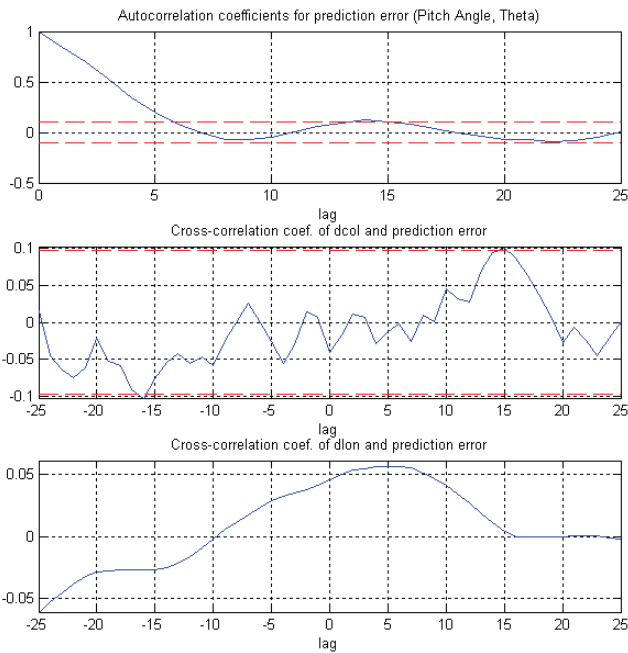 Autocorrelation coefficients for prediction error (Pitch Angle, Theta)
1
0.5
0
-0.5
0 5 10 15 20 25
lag
Cross-correlation coef. of dcol and prediction error
0.1
0.05
0
-0.05
-0.1
-25 -20 -15 -10 -5 0 5 10 15 20 25
lag
Cross-correlation coef. of dlon and prediction error
0.05
0
-0.05
-25 -20 -15 -10 -5 0 5 10 15 20 25
lag